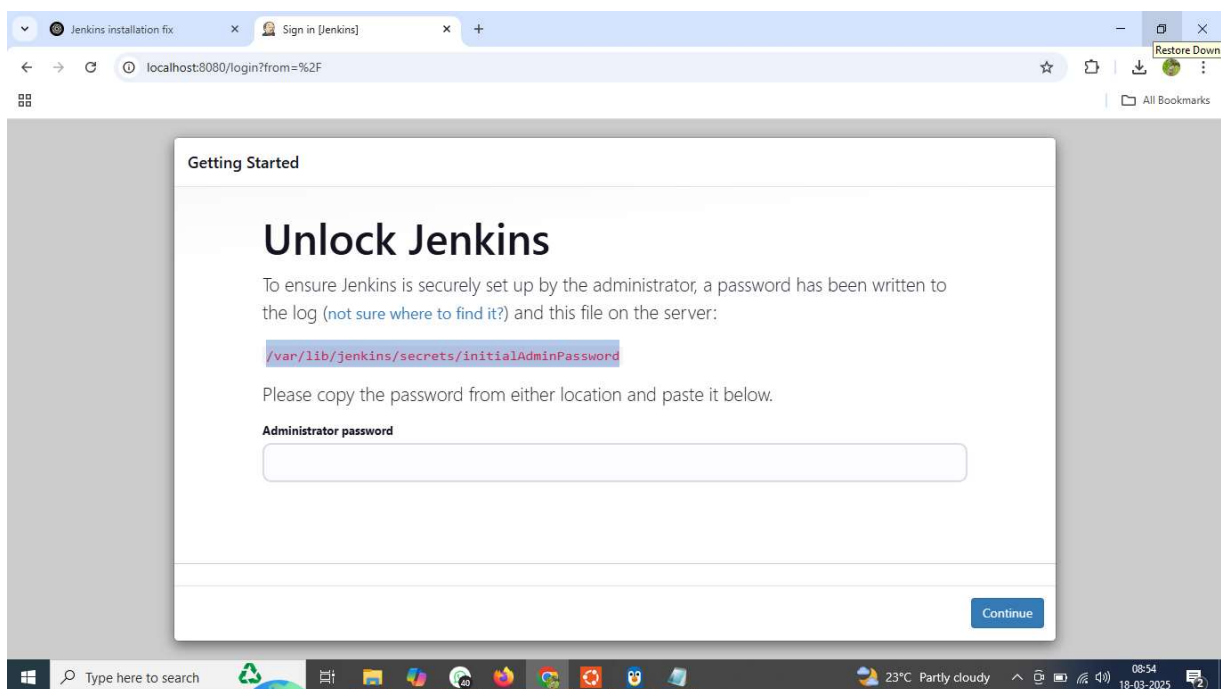 Jenkins installation fix
Sign in [Jenkins]
Restore Down
localhost:8080/login?from=%2F
All Bookmarks
Getting Started
Unlock Jenkins
To ensure Jenkins is securely set up by the administrator, a password has been written to
the log (not sure where to find it?) and this file on the server:
/var/lib/jenkins/secrets/initialAdminPassword
Please copy the password from either location and paste it below.
Administrator password
Continue
Type here to search
40
23°C Partly cloudy
08:54
18-03-2025
2